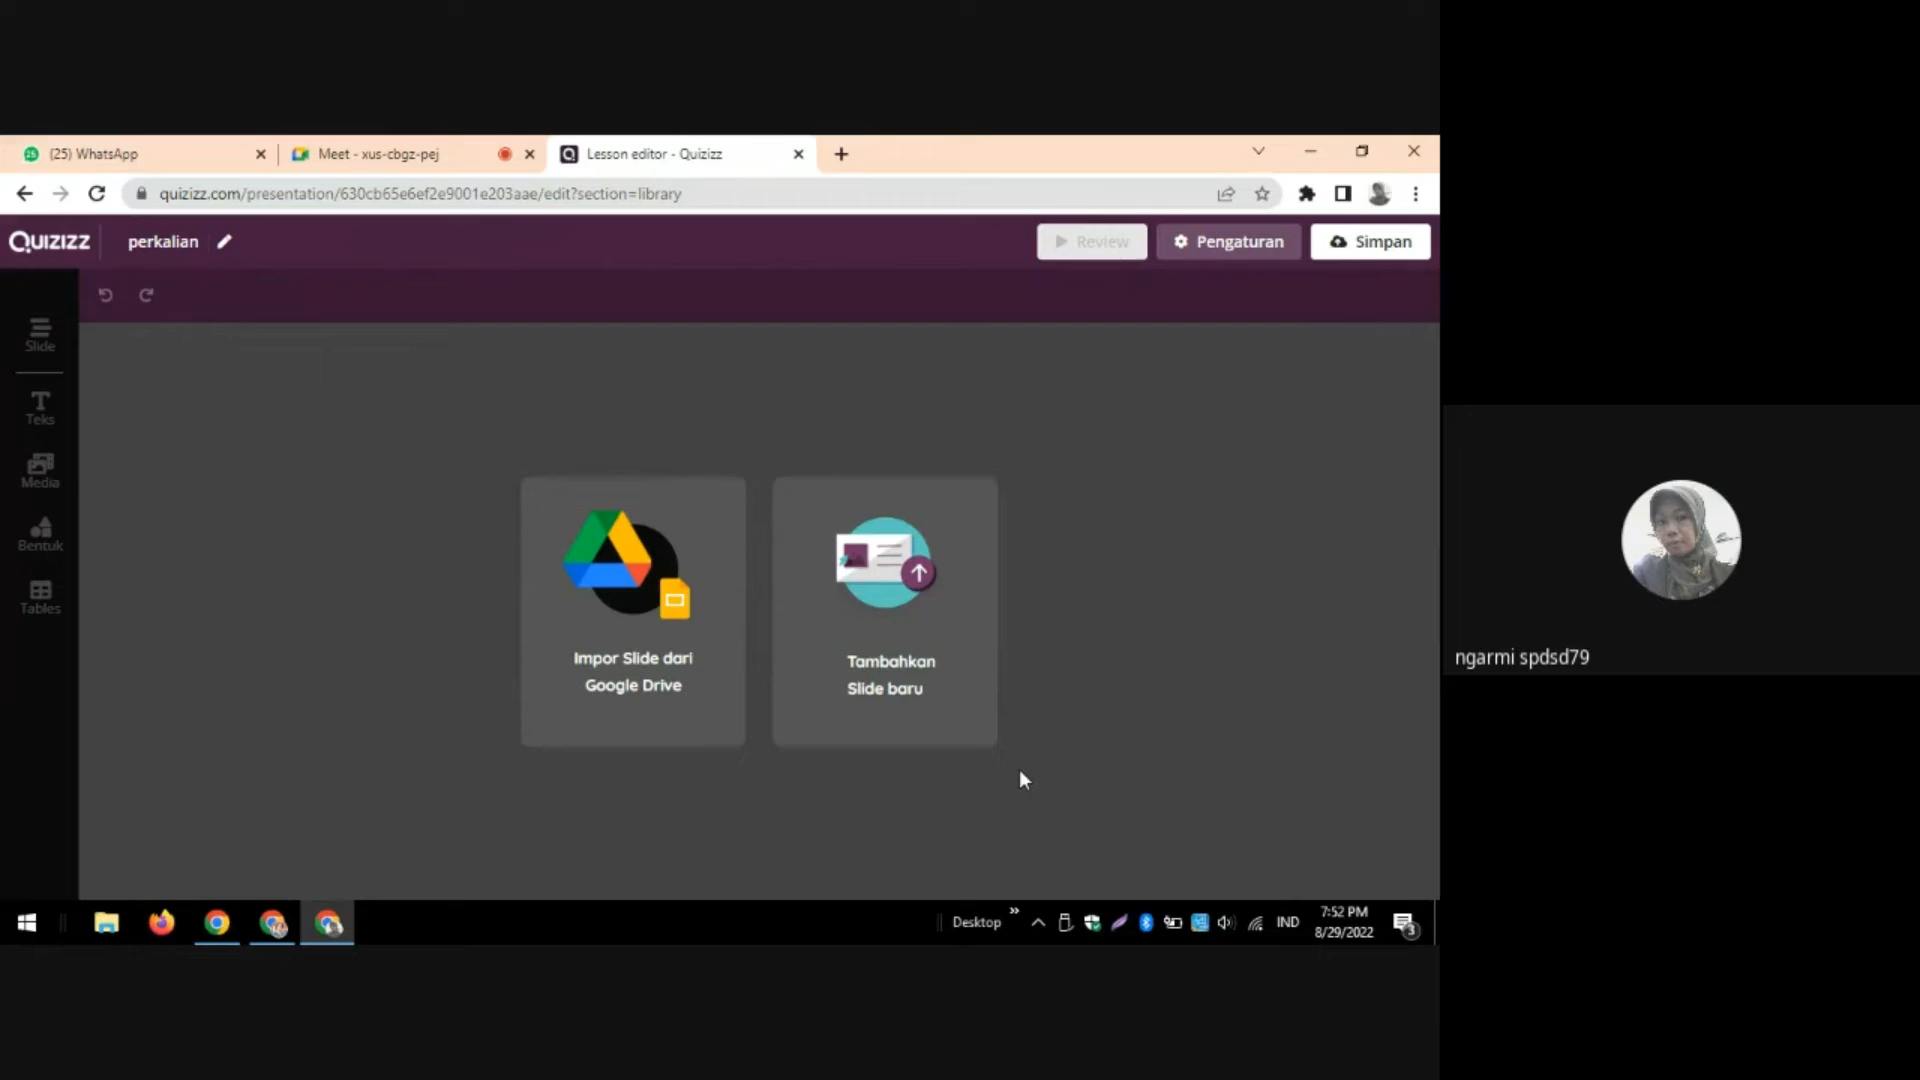 (25) WhatsApp
Meet - xus-cbgz-pej
Lesson editor - Quizizz
quizizz.com/presentation/630cb65e6ef2e9001e203aae/edit?section=library
QUIZIZZ
perkalian
Review
Pengaturan
Simpan
Slide
Teks
Media
Bentuk
Tables
Impor Slide dari
Google Drive
Tambahkan
Slide baru
ngarmi spdsd79
Desktop
IND
7:52 PM
8/29/2022
3